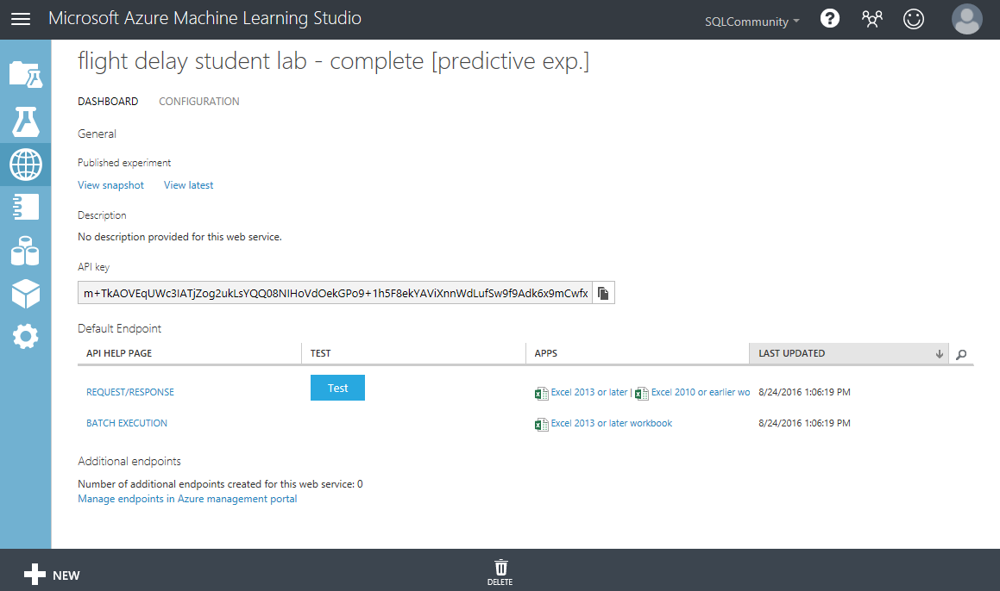 Microsoft Azure Machine Learning Studio
SQLCommunity
flight delay student lab - complete [predictive exp.]
DASHBOARD CONFIGURATION
General
Published experiment
View snapshot View latest
Description
No description provided for this web service.
API key
m+TkAOVEqUWc3IATjZog2ukLsYQQ08NIHoVdOekGPo9+1h5F8ekYAViXnnWdLufSw9f9Adk6x9mCwfx
Default Endpoint
API HELP PAGE TEST APPS LAST UPDATED
REQUEST/RESPONSE Test Excel 2013 or later | Excel 2010 or earlier wo 8/24/2016 1:06:19 PM
BATCH EXECUTION Excel 2013 or later workbook 8/24/2016 1:06:19 PM
Additional endpoints
Number of additional endpoints created for this web service: 0
Manage endpoints in Azure management portal
NEW
DELETE